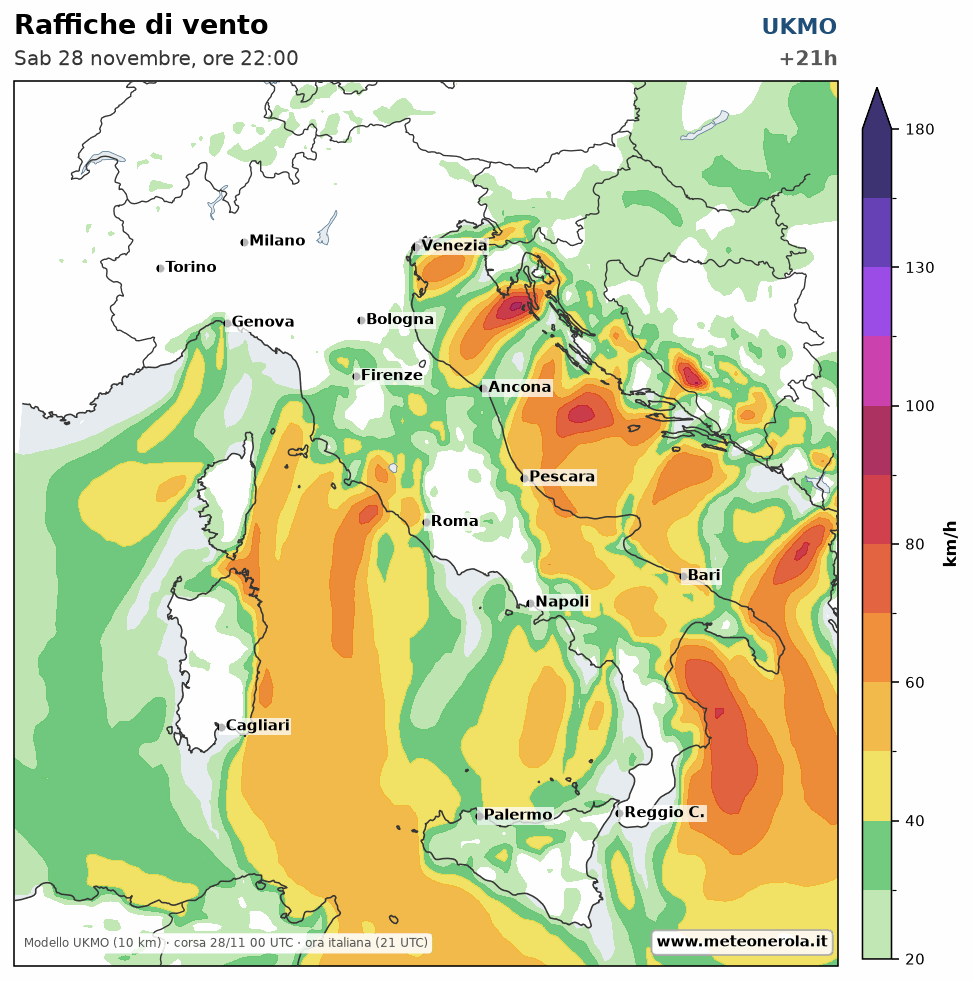 Raffiche di vento
UKMO
Sab 28 novembre, ore 22:00
+21h
180
Venezia
Milano
Torino
130
Genova
Bologna
Firenze
Ancona
100
Pescara
Roma
80
km/h
Bari
Napoli
60
Cagliari
Palermo
Reggio C.
40
Modello UKMO (10 km) · corsa 28/11 00 UTC · ora italiana (21 UTC)
www.meteonerola.it
20